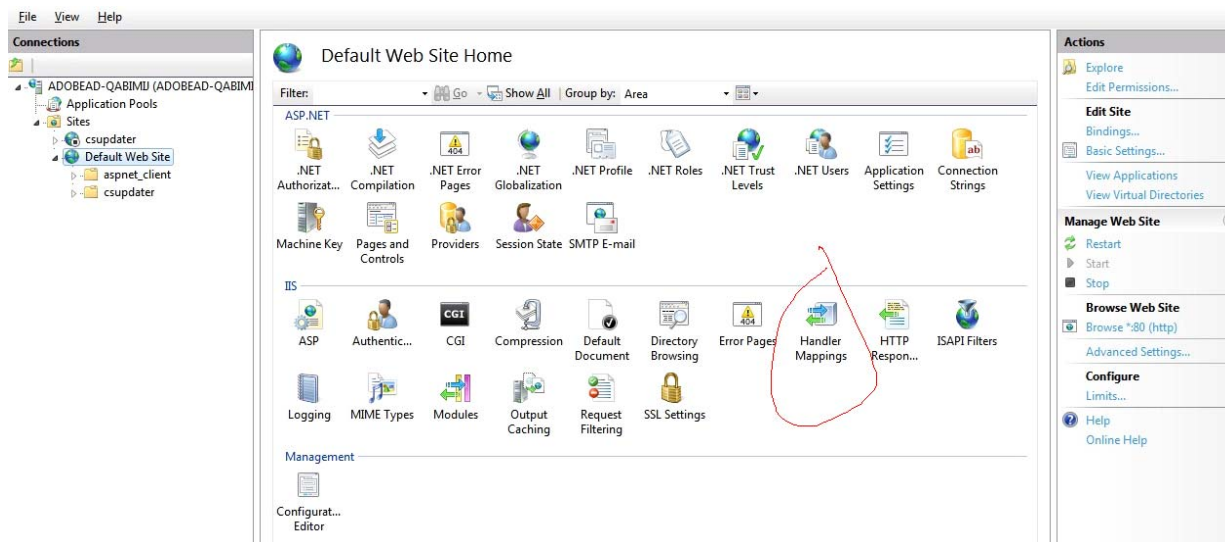 File View Help
Connections
ADOBEAD-QABIMIJ (ADOBEAD-QABIMI
Application Pools
Sites
csupdater
Default Web Site
aspnet_client
csupdater
Default Web Site Home
Filter: Go Show All Group by: Area
ASP.NET
.NET Authorizat...
.NET Compilation
.NET Error Pages
.NET Globalization
.NET Profile
.NET Roles
.NET Trust Levels
.NET Users
Application Settings
Connection Strings
Machine Key
Pages and Controls
Providers
Session State
SMTP E-mail
IIS
ASP
Authentic...
CGI
Compression
Default Document
Directory Browsing
Error Pages
Handler Mappings
HTTP Respon...
ISAPI Filters
Logging
MIME Types
Modules
Output Caching
Request Filtering
SSL Settings
Management
Configurat... Editor
Actions
Explore
Edit Permissions...
Edit Site
Bindings...
Basic Settings...
View Applications
View Virtual Directories
Manage Web Site
Restart
Start
Stop
Browse Web Site
Browse *:80 (http)
Advanced Settings...
Configure
Limits...
Help
Online Help